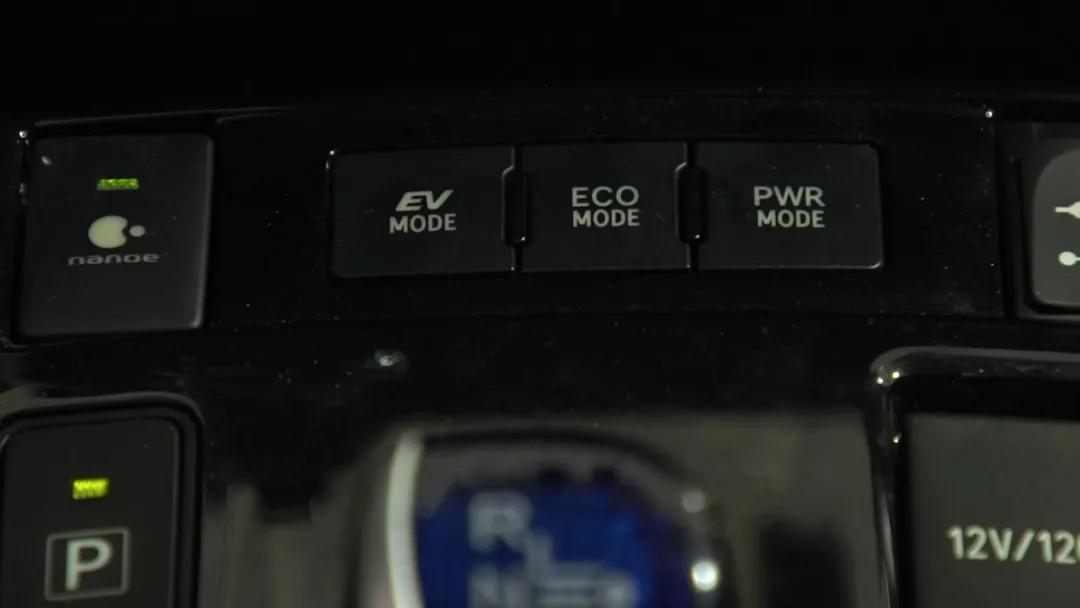 EV
MODE
ECO
MODE
PWR
MODE
nanoe
P
R
N
12V/12